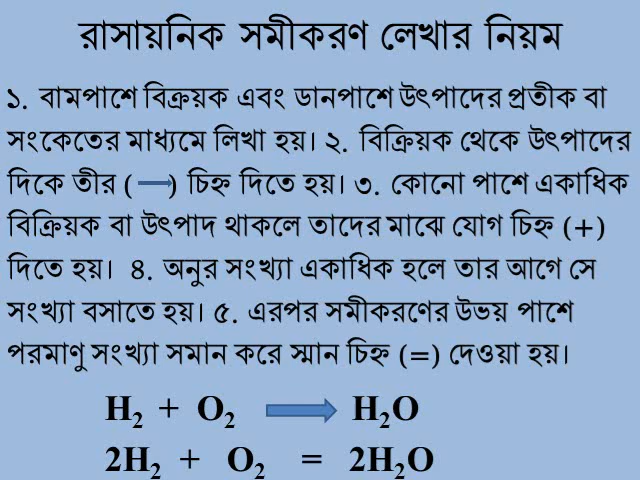 রাসায়নিক সমীকরণ লেখার নিয়ম
১. বামপাশে বিক্রয়ক এবং ডানপাশে উৎপাদের প্রতীক বা
সংকেতের মাধ্যমে লিখা হয়। ২. বিক্রিয়ক থেকে উৎপাদের
দিকে তীর ( → ) চিহ্ন দিতে হয়। ৩. কোনো পাশে একাধিক
বিক্রিয়ক বা উৎপাদ থাকলে তাদের মাঝে যোগ চিহ্ন (+)
দিতে হয়।  ৪. অনুর সংখ্যা একাধিক হলে তার আগে সে
সংখ্যা বসাতে হয়। ৫. এরপর সমীকরণের উভয় পাশে
পরমাণু সংখ্যা সমান করে স্মান চিহ্ন (=) দেওয়া হয়।
H₂ + O₂ → H₂O
2H₂ + O₂ = 2H₂O